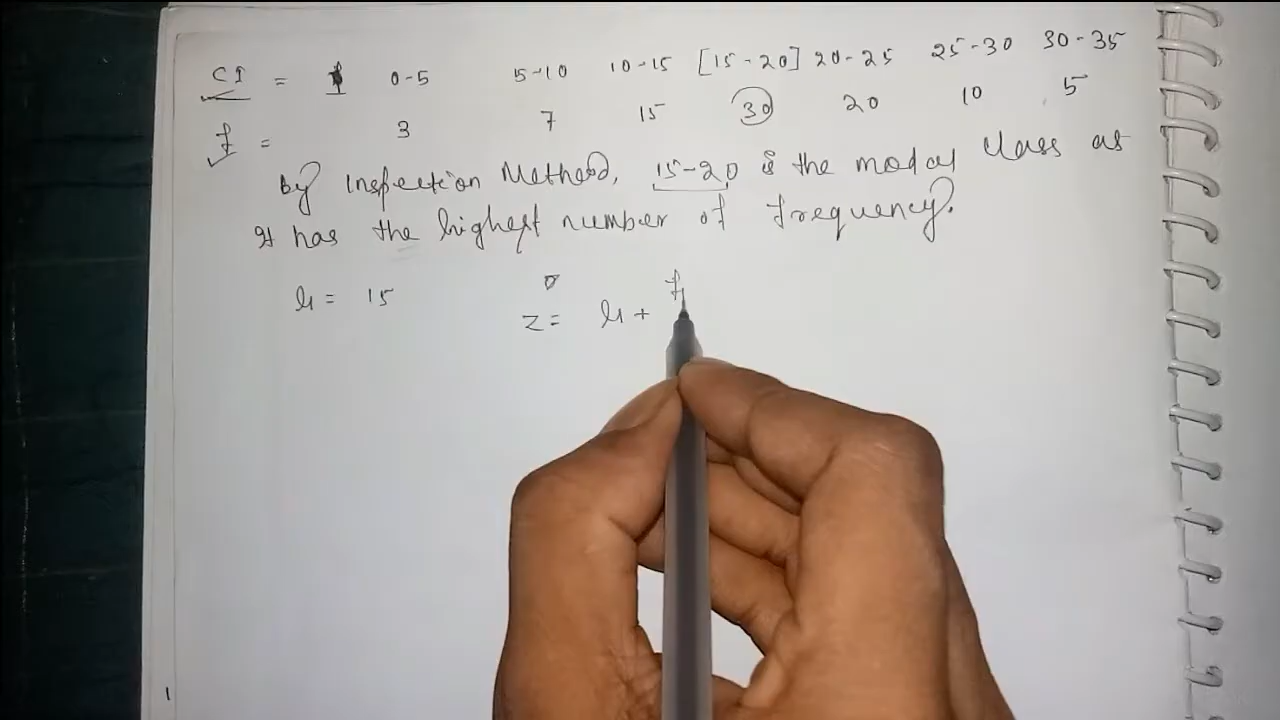 CI = 0-5 5-10 10-15 [15-20] 20-25 25-30 30-35
f = 3 7 15 30 20 10 5
By Inspection Method, 15-20 is the modal class as
It has the highest number of frequency.
l1 = 15
z = l1 + f1